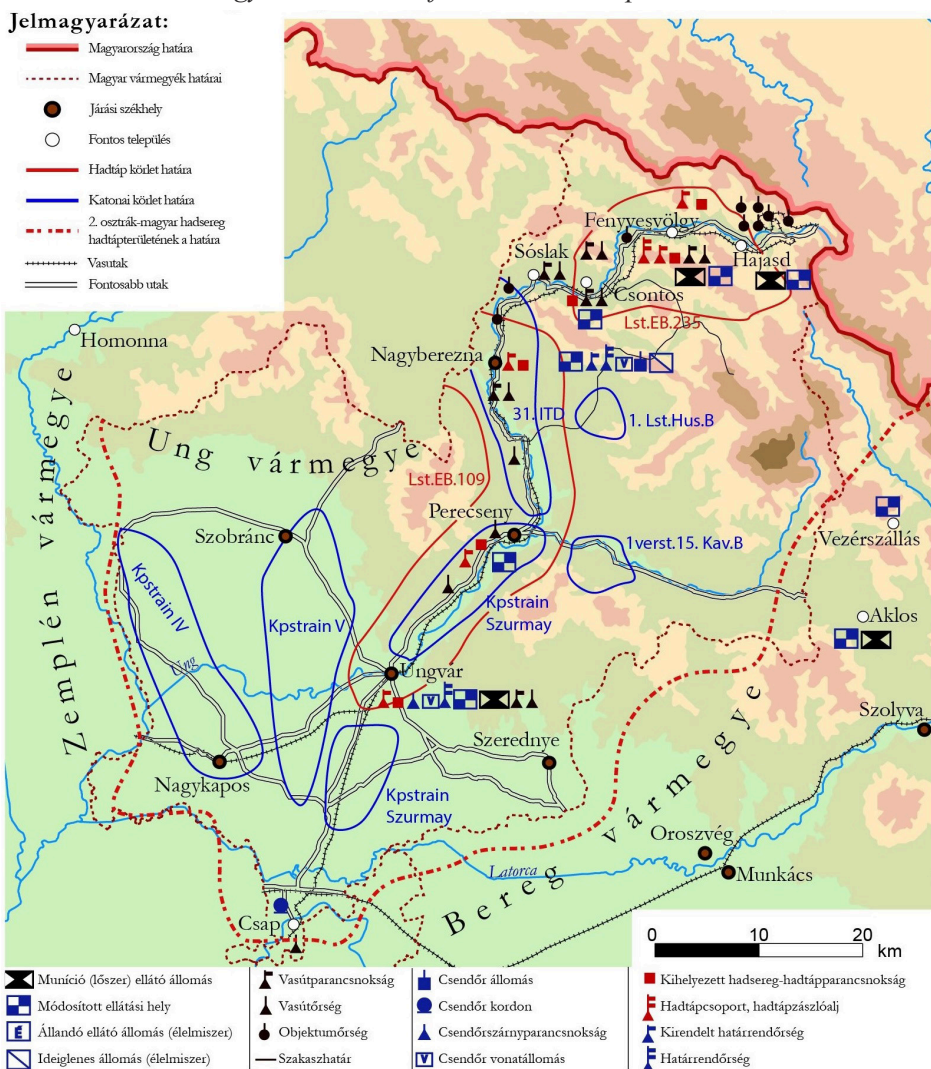 Jelmagyarázat:
Magyarország határa
Magyar vármegyék határai
Járási székhely
Fontos település
Hadtáp körlet határa
Katonai körlet határa
2. osztrák-magyar hadsereg
hadtápterületének a határa
Vasutak
Fontosabb utak
Fenyvesvölgy
Sóslak
Hajasd
Csontos
Lst.EB.235
Homonna
Nagyberezna
31. ITD
1. Lst.Hus.B
Ung vármegye
Zemplén vármegye
Lst.EB.109
Perecseny
Szobránc
1verst.15. Kav.B
Vezérszállás
Kpstrain IV
Kpstrain V
Kpstrain
Szurmay
Aklos
Ung
Ungvar
Szolyva
Szerednye
Nagykapos
Kpstrain
Szurmay
Bereg vármegye
Oroszvég
Munkács
Latorca
Csap
0 10 20
km
Muníció (lőszer) ellátó állomás
Módosított ellátási hely
E Állandó ellátó állomás (élelmiszer)
Ideiglenes állomás (élelmiszer)
Vasútparancsnokság
Vasútőrség
Objektumőrség
Szakaszhatár
Csendőr állomás
Csendőr kordon
Csendőrszárnyparancsnokság
V Csendőr vonatállomás
Kihelyezett hadsereg-hadtápparancsnokság
Hadtápcsoport, hadtápzászlóalj
Kirendelt határrendőrség
Határrendőrség